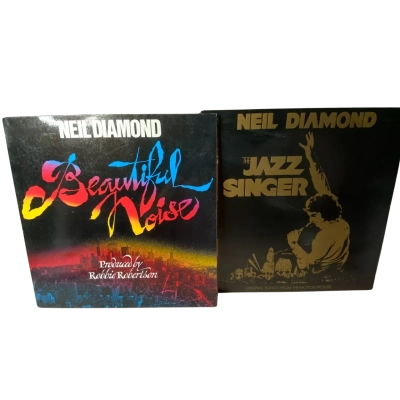 NEIL DIAMOND
Beautiful
Noise
Produced by
Robbie Robertson
NEIL DIAMOND
THE
JAZZ
SINGER